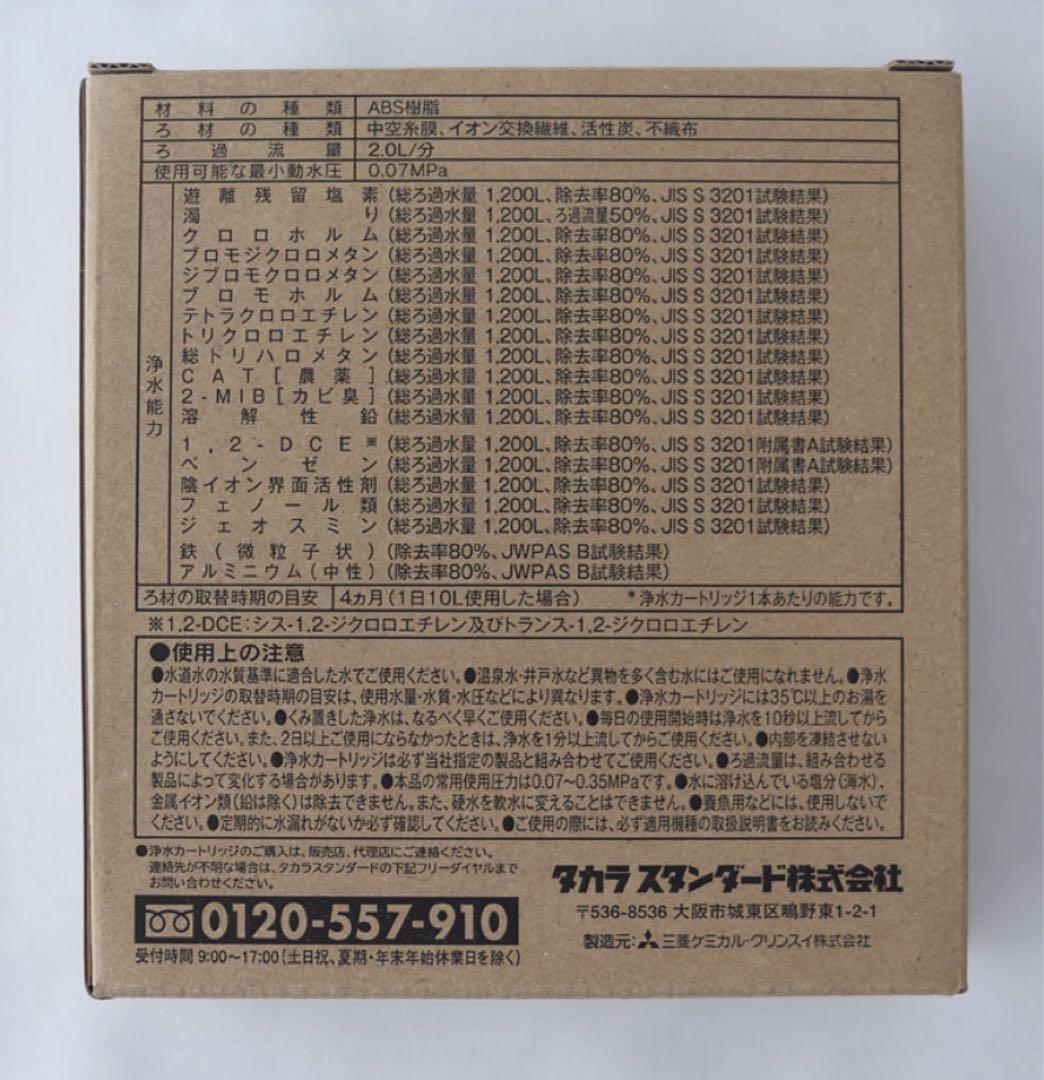 材料の種類 ABS樹脂
ろ材の種類 中空糸膜、イオン交換繊維、活性炭、不織布
ろ過流量 2.0L/分
使用可能な最小動水圧 0.07MPa
浄水能力
遊離残留塩素 (総ろ過水量 1,200L、除去率80%、JIS S 3201試験結果)
濁り (総ろ過水量 1,200L、ろ過流量50%、JIS S 3201試験結果)
クロロホルム (総ろ過水量 1,200L、除去率80%、JIS S 3201試験結果)
ブロモジクロロメタン (総ろ過水量 1,200L、除去率80%、JIS S 3201試験結果)
ジブロモクロロメタン (総ろ過水量 1,200L、除去率80%、JIS S 3201試験結果)
ブロモホルム (総ろ過水量 1,200L、除去率80%、JIS S 3201試験結果)
テトラクロロエチレン (総ろ過水量 1,200L、除去率80%、JIS S 3201試験結果)
トリクロロエチレン (総ろ過水量 1,200L、除去率80%、JIS S 3201試験結果)
総トリハロメタン (総ろ過水量 1,200L、除去率80%、JIS S 3201試験結果)
CAT[農薬] (総ろ過水量 1,200L、除去率80%、JIS S 3201試験結果)
2-MIB[カビ臭] (総ろ過水量 1,200L、除去率80%、JIS S 3201試験結果)
溶解性鉛 (総ろ過水量 1,200L、除去率80%、JIS S 3201試験結果)
1,2-DCE※ (総ろ過水量 1,200L、除去率80%、JIS S 3201附属書A試験結果)
ベンゼン (総ろ過水量 1,200L、除去率80%、JIS S 3201附属書A試験結果)
陰イオン界面活性剤 (総ろ過水量 1,200L、除去率80%、JIS S 3201試験結果)
フェノール類 (総ろ過水量 1,200L、除去率80%、JIS S 3201試験結果)
ジェオスミン (総ろ過水量 1,200L、除去率80%、JIS S 3201試験結果)
鉄(微粒子状) (除去率80%、JWPAS B試験結果)
アルミニウム(中性) (除去率80%、JWPAS B試験結果)
ろ材の取替時期の目安 4ヵ月(1日10L使用した場合) *浄水カートリッジ1本あたりの能力です。
※1,2-DCE:シス-1,2-ジクロロエチレン及びトランス-1,2-ジクロロエチレン
●使用上の注意
●水道水の水質基準に適合した水でご使用ください。●温泉水・井戸水など異物を多く含む水にはご使用になれません。●浄水
カートリッジの取替時期の目安は、使用水量・水質・水圧などにより異なります。●浄水カートリッジには35℃以上のお湯を
通さないでください。●くみ置きした浄水は、なるべく早くご使用ください。●毎日の使用開始時は浄水を10秒以上流してから
ご使用ください。また、2日以上ご使用にならなかったときは、浄水を1分以上流してからご使用ください。●内部を凍結させない
ようにしてください。●浄水カートリッジは必ず当社指定の製品と組み合わせてご使用ください。●ろ過流量は、組み合わせる
製品によって変化する場合があります。●本品の常用使用圧力は0.07〜0.35MPaです。●水に溶け込んでいる塩分(海水)、
金属イオン類(鉛は除く)は除去できません。また、硬水を軟水に変えることはできません。●養魚用などには、使用しないで
ください。●定期的に水漏れがないか必ず確認してください。●ご使用の際には、必ず適用機種の取扱説明書をお読みください。
●浄水カートリッジのご購入は、販売店、代理店にご連絡ください。
連絡先が不明な場合は、タカラスタンダードの下記フリーダイヤルまで
お問い合わせください。
0120-557-910
受付時間 9:00〜17:00(土日祝、夏期・年末年始休業日を除く)
タカラスタンダード株式会社
〒536-8536 大阪市城東区鴫野東1-2-1
製造元:三菱ケミカル・クリンスイ株式会社